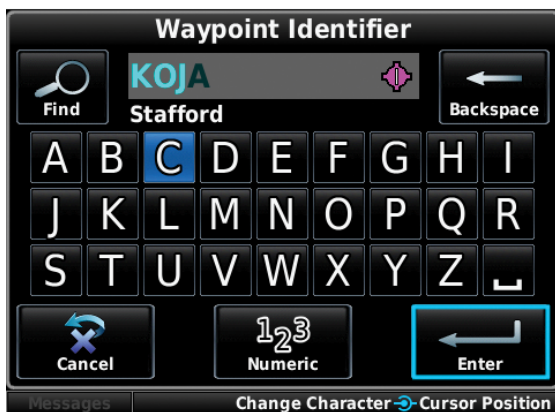 Waypoint Identifier
KOJA
Find
Stafford
Backspace
A B C D E F G H I
J K L M N O P Q R
S T U V W X Y Z
Cancel
123
Numeric
Enter
Messages
Change Character Cursor Position